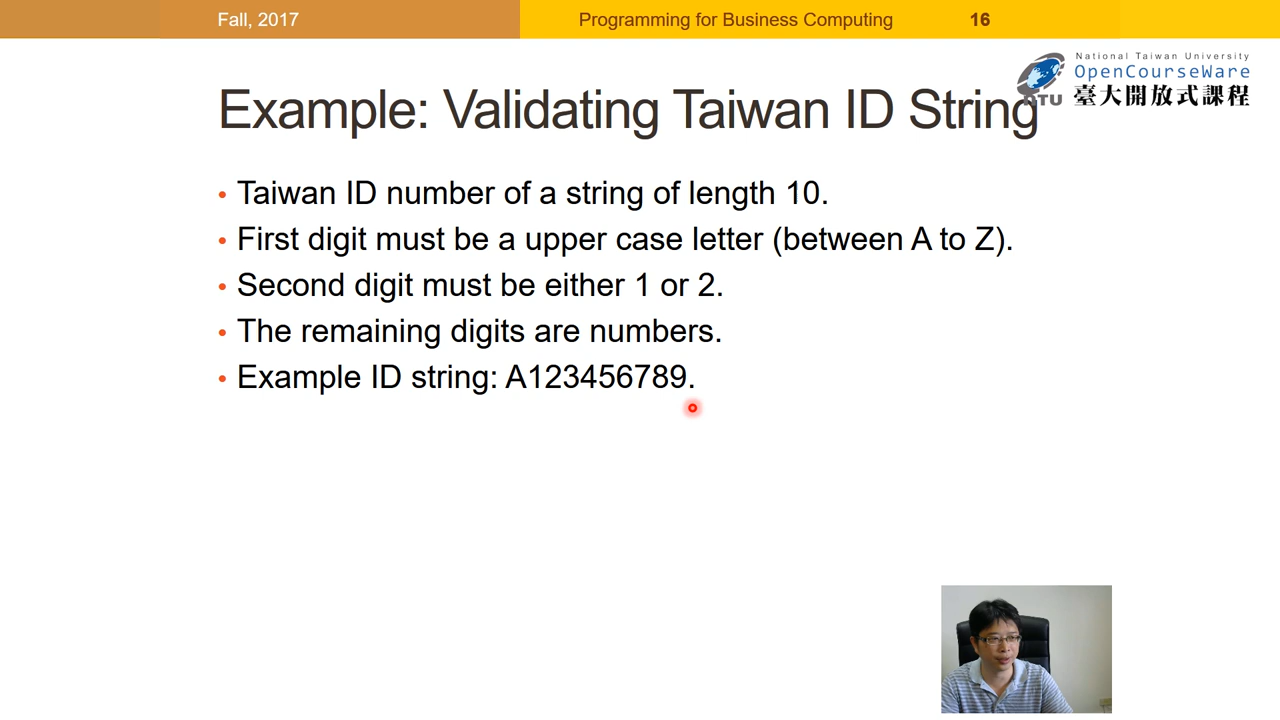 Fall, 2017
Programming for Business Computing
16
National Taiwan University
OpenCourseWare
臺大開放式課程
NTU
Example: Validating Taiwan ID String
• Taiwan ID number of a string of length 10.
• First digit must be a upper case letter (between A to Z).
• Second digit must be either 1 or 2.
• The remaining digits are numbers.
• Example ID string: A123456789.